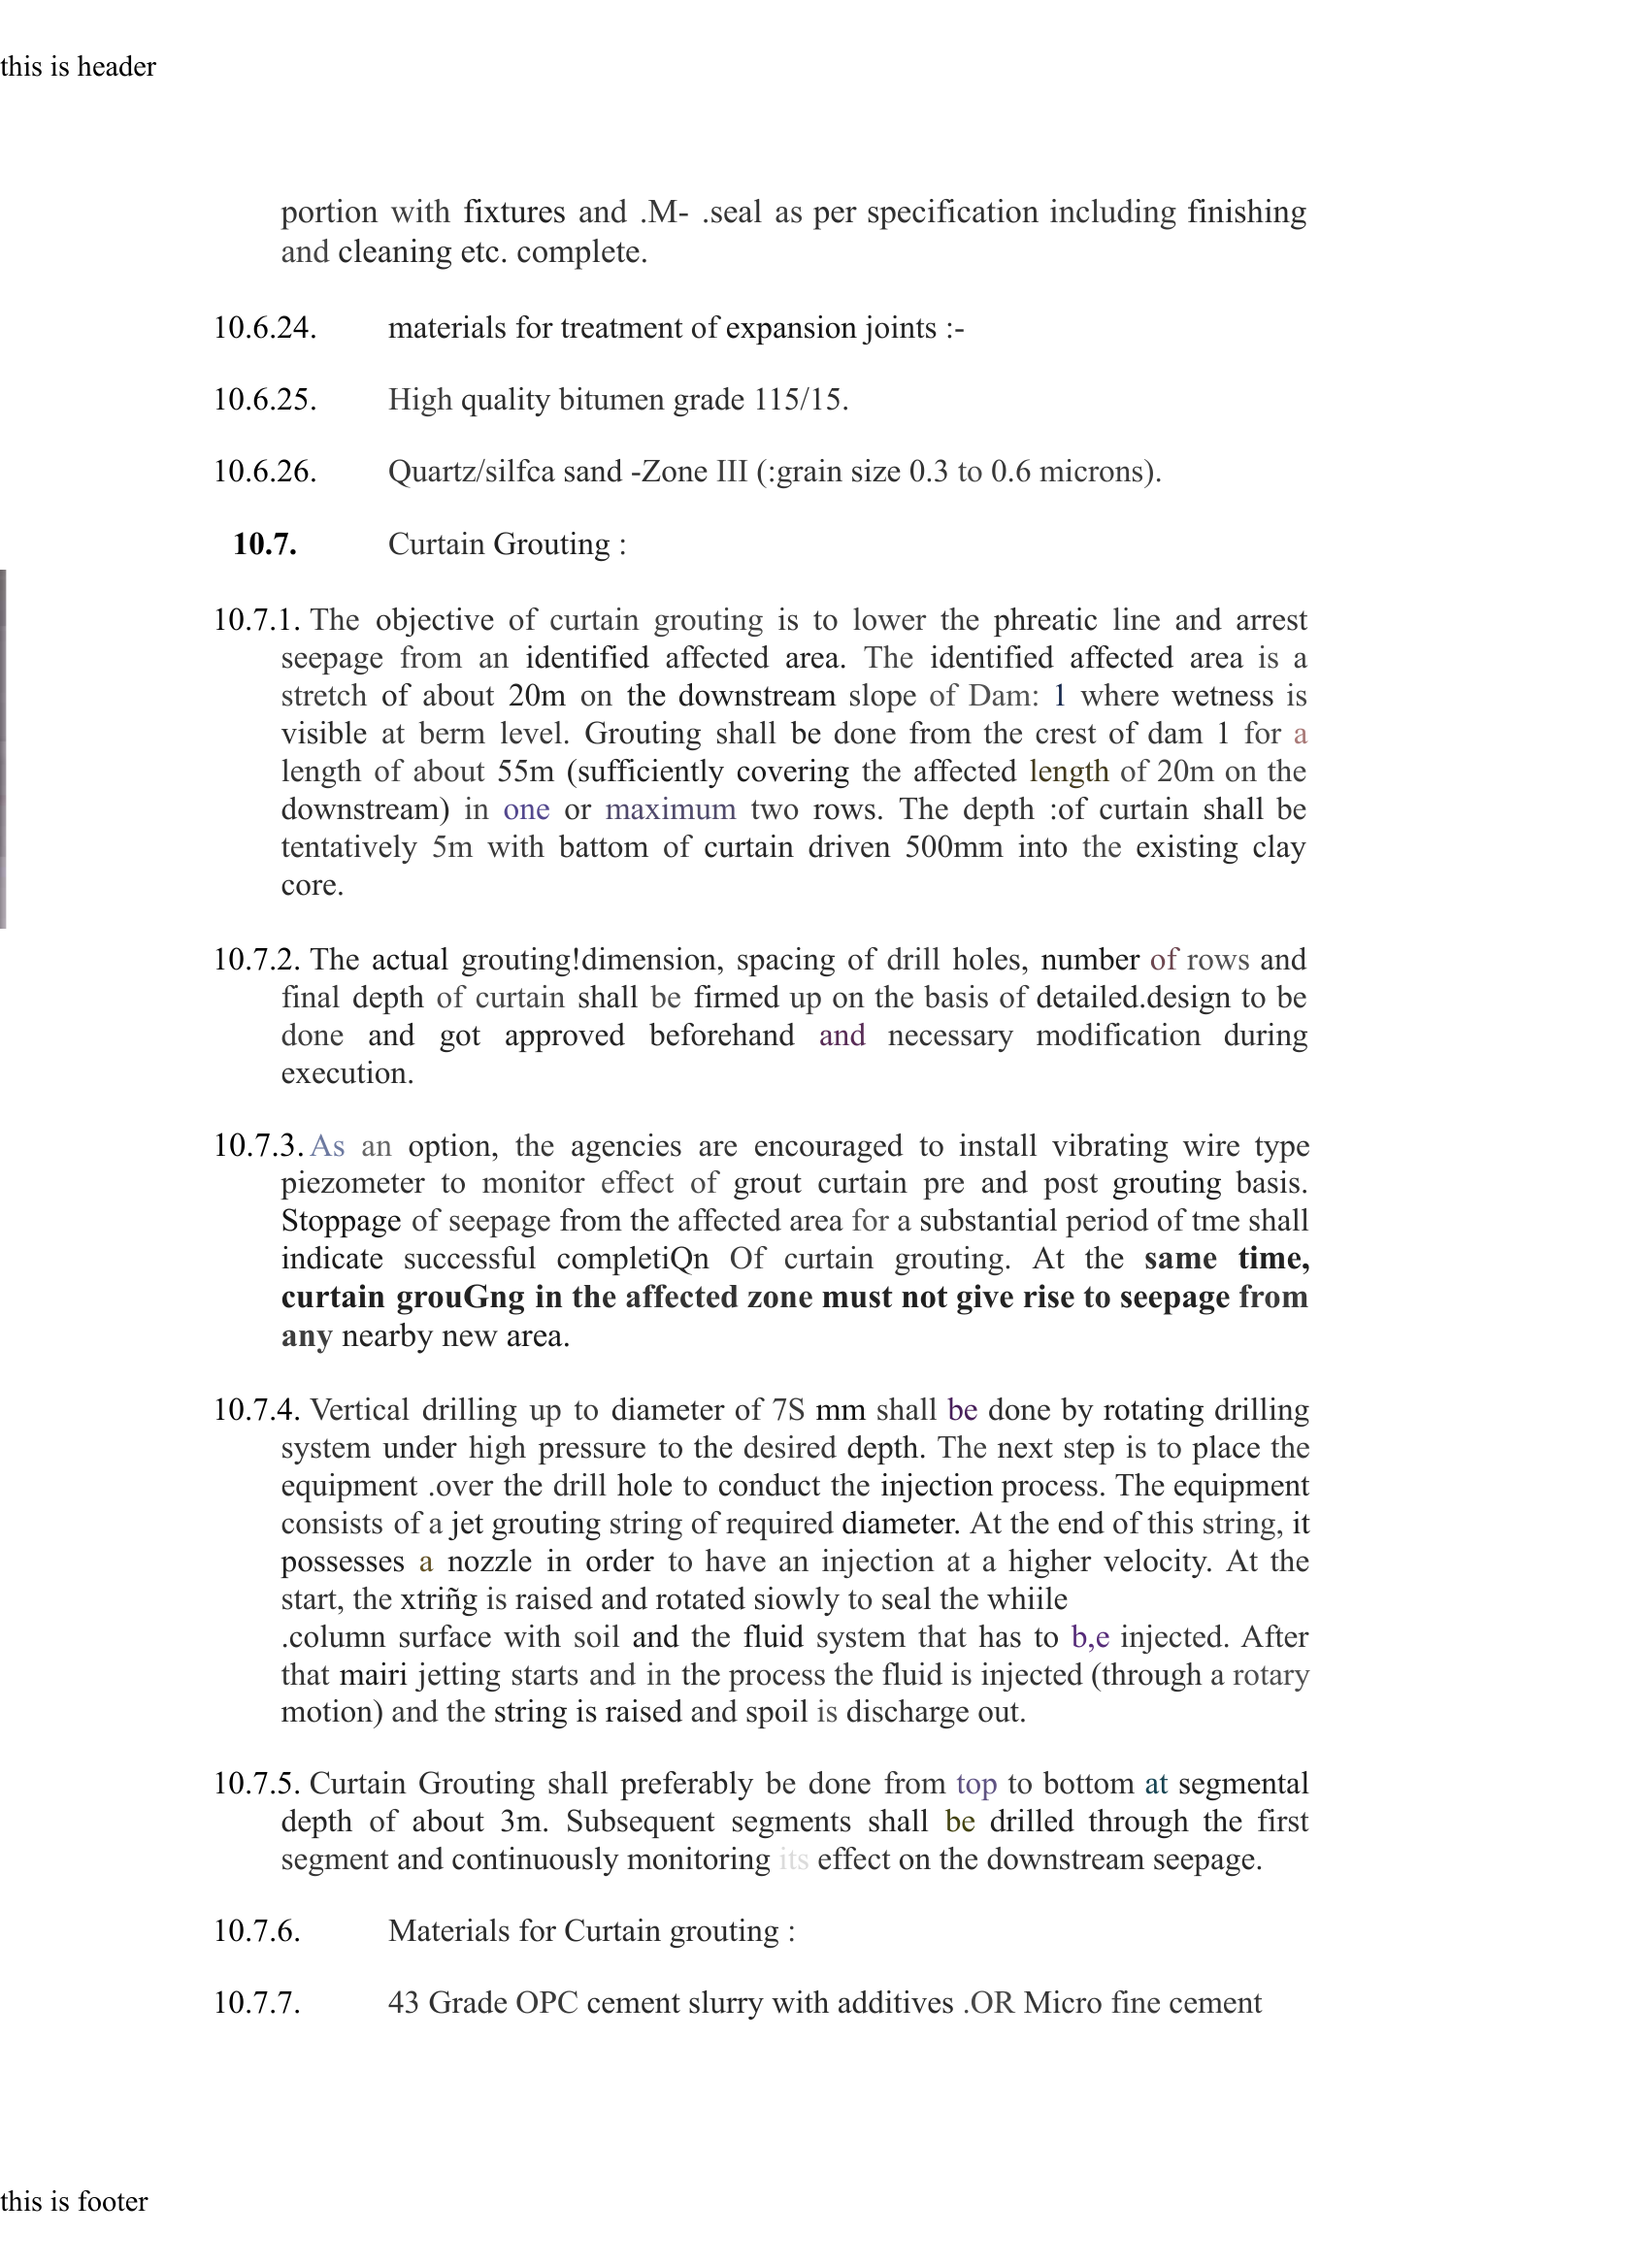 this is header
portion with fixtures and .M- .seal as per specification including finishing
and cleaning etc. complete.
10.6.24. materials for treatment of expansion joints :-
10.6.25. High quality bitumen grade 115/15.
10.6.26. Quartz/silfca sand -Zone III (:grain size 0.3 to 0.6 microns).
10.7. Curtain Grouting :
10.7.1. The objective of curtain grouting is to lower the phreatic line and arrest
seepage from an identified affected area. The identified affected area is a
stretch of about 20m on the downstream slope of Dam: 1 where wetness is
visible at berm level. Grouting shall be done from the crest of dam 1 for a
length of about 55m (sufficiently covering the affected length of 20m on the
downstream) in one or maximum two rows. The depth :of curtain shall be
tentatively 5m with battom of curtain driven 500mm into the existing clay
core.
10.7.2. The actual grouting!dimension, spacing of drill holes, number of rows and
final depth of curtain shall be firmed up on the basis of detailed.design to be
done and got approved beforehand and necessary modification during
execution.
10.7.3. As an option, the agencies are encouraged to install vibrating wire type
piezometer to monitor effect of grout curtain pre and post grouting basis.
Stoppage of seepage from the affected area for a substantial period of tme shall
indicate successful completiQn Of curtain grouting. At the same time,
curtain grouGng in the affected zone must not give rise to seepage from
any nearby new area.
10.7.4. Vertical drilling up to diameter of 7S mm shall be done by rotating drilling
system under high pressure to the desired depth. The next step is to place the
equipment .over the drill hole to conduct the injection process. The equipment
consists of a jet grouting string of required diameter. At the end of this string, it
possesses a nozzle in order to have an injection at a higher velocity. At the
start, the xtriñg is raised and rotated siowly to seal the whiile
.column surface with soil and the fluid system that has to b,e injected. After
that mairi jetting starts and in the process the fluid is injected (through a rotary
motion) and the string is raised and spoil is discharge out.
10.7.5. Curtain Grouting shall preferably be done from top to bottom at segmental
depth of about 3m. Subsequent segments shall be drilled through the first
segment and continuously monitoring its effect on the downstream seepage.
10.7.6. Materials for Curtain grouting :
10.7.7. 43 Grade OPC cement slurry with additives .OR Micro fine cement
this is footer